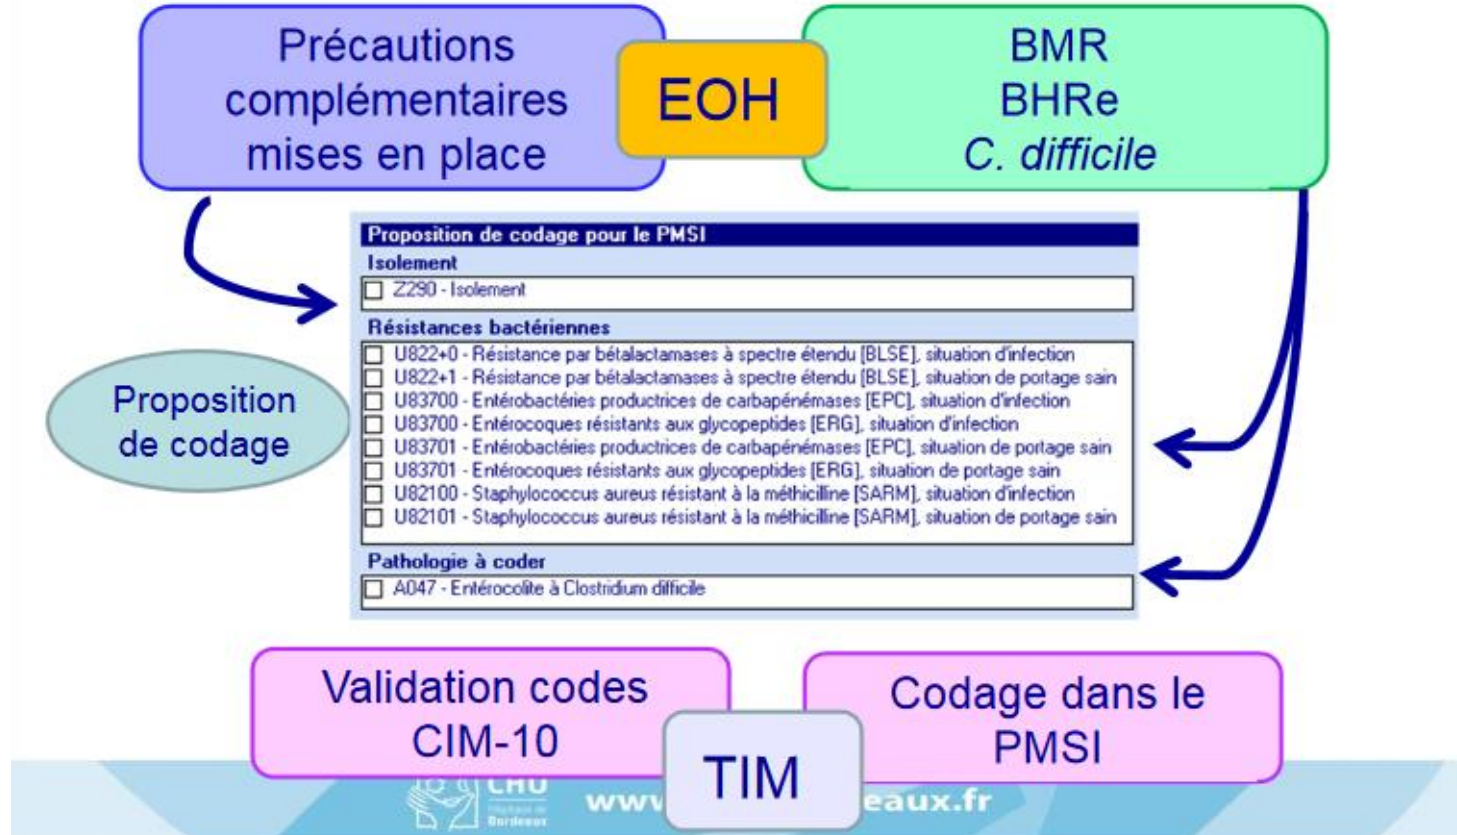 Précautions
complémentaires
mises en place
EOH
BMR
BHRe
C. difficile
Proposition de codage pour le PMSI
Isolement
Z290 - Isolement
Résistances bactériennes
U822+0 - Résistance par bétalactamases à spectre étendu [BLSE], situation d'infection
U822+1 - Résistance par bétalactamases à spectre étendu [BLSE], situation de portage sain
U83700 - Entérobactéries productrices de carbapénémases [EPC], situation d'infection
U83700 - Entérocoques résistants aux glycopeptides [ERG], situation d'infection
U83701 - Entérobactéries productrices de carbapénémases [EPC], situation de portage sain
U83701 - Entérocoques résistants aux glycopeptides [ERG], situation de portage sain
U82100 - Staphylococcus aureus résistant à la méthicilline [SARM], situation d'infection
U82101 - Staphylococcus aureus résistant à la méthicilline [SARM], situation de portage sain
Pathologie à coder
A047 - Entérocolite à Clostridium difficile
Proposition
de codage
Validation codes
CIM-10
Codage dans le
PMSI
TIM
CHU
Bordeaux
www
eaux.fr